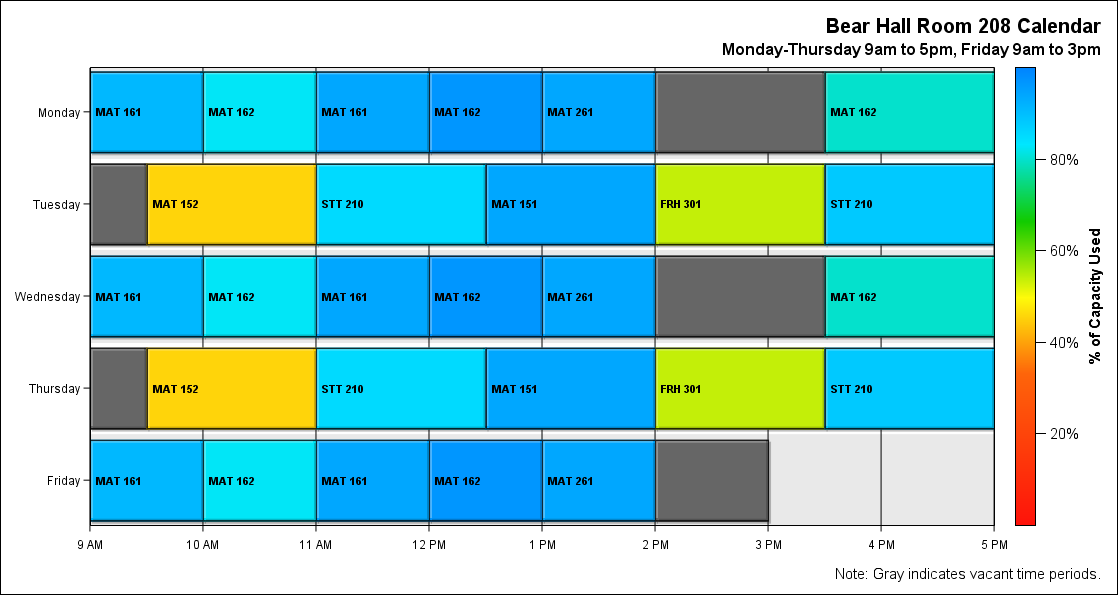 Bear Hall Room 208 Calendar
Monday-Thursday 9am to 5pm, Friday 9am to 3pm
Monday MAT 161 MAT 162 MAT 161 MAT 162 MAT 261 MAT 162
80%
Tuesday MAT 152 STT 210 MAT 151 FRH 301 STT 210
60%
Wednesday MAT 161 MAT 162 MAT 161 MAT 162 MAT 261 MAT 162
% of Capacity Used
40%
Thursday MAT 152 STT 210 MAT 151 FRH 301 STT 210
20%
Friday MAT 161 MAT 162 MAT 161 MAT 162 MAT 261
9 AM 10 AM 11 AM 12 PM 1 PM 2 PM 3 PM 4 PM 5 PM
Note: Gray indicates vacant time periods.